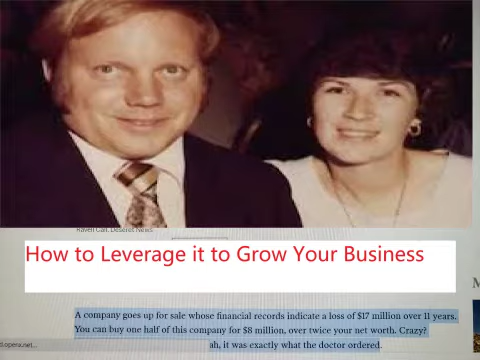 Raven Carl, Deseret News
How to Leverage it to Grow Your Business
A company goes up for sale whose financial records indicate a loss of $17 million over 11 years.
You can buy one half of this company for $8 million, over twice your net worth. Crazy?
ah, it was exactly what the doctor ordered.